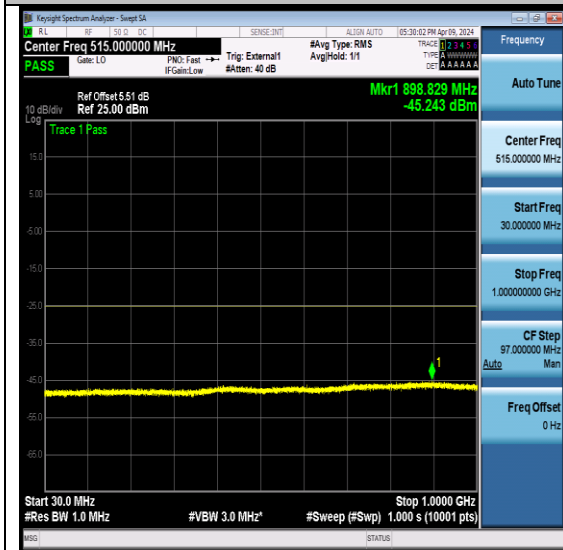 Keysight Spectrum Analyzer - Swept SA
RL RF 50 Ω DC SENSE:INT ALIGN AUTO 05:30:02 PM Apr 09, 2024
Center Freq 515.000000 MHz
#Avg Type: RMS
TRACE 1 2 3 4 5 6
Frequency
PASS
Gate: LO
PNO: Fast
Trig: External1
Avg|Hold: 1/1
TYPE A WWWWW
IFGain:Low
#Atten: 40 dB
DET A A A A A A
Auto Tune
Mkr1 898.829 MHz
-45.243 dBm
Ref Offset 5.51 dB
10 dB/div
Ref 25.00 dBm
Log
Trace 1 Pass
15.0
5.00
-5.00
-15.0
-25.0
-35.0
-45.0
-55.0
-65.0
1
Center Freq
515.000000 MHz
Start Freq
30.000000 MHz
Stop Freq
1.000000000 GHz
CF Step
97.000000 MHz
Auto Man
Freq Offset
0 Hz
Start 30.0 MHz
Stop 1.0000 GHz
#Res BW 1.0 MHz
#VBW 3.0 MHz*
#Sweep (#Swp) 1.000 s (10001 pts)
MSG
STATUS